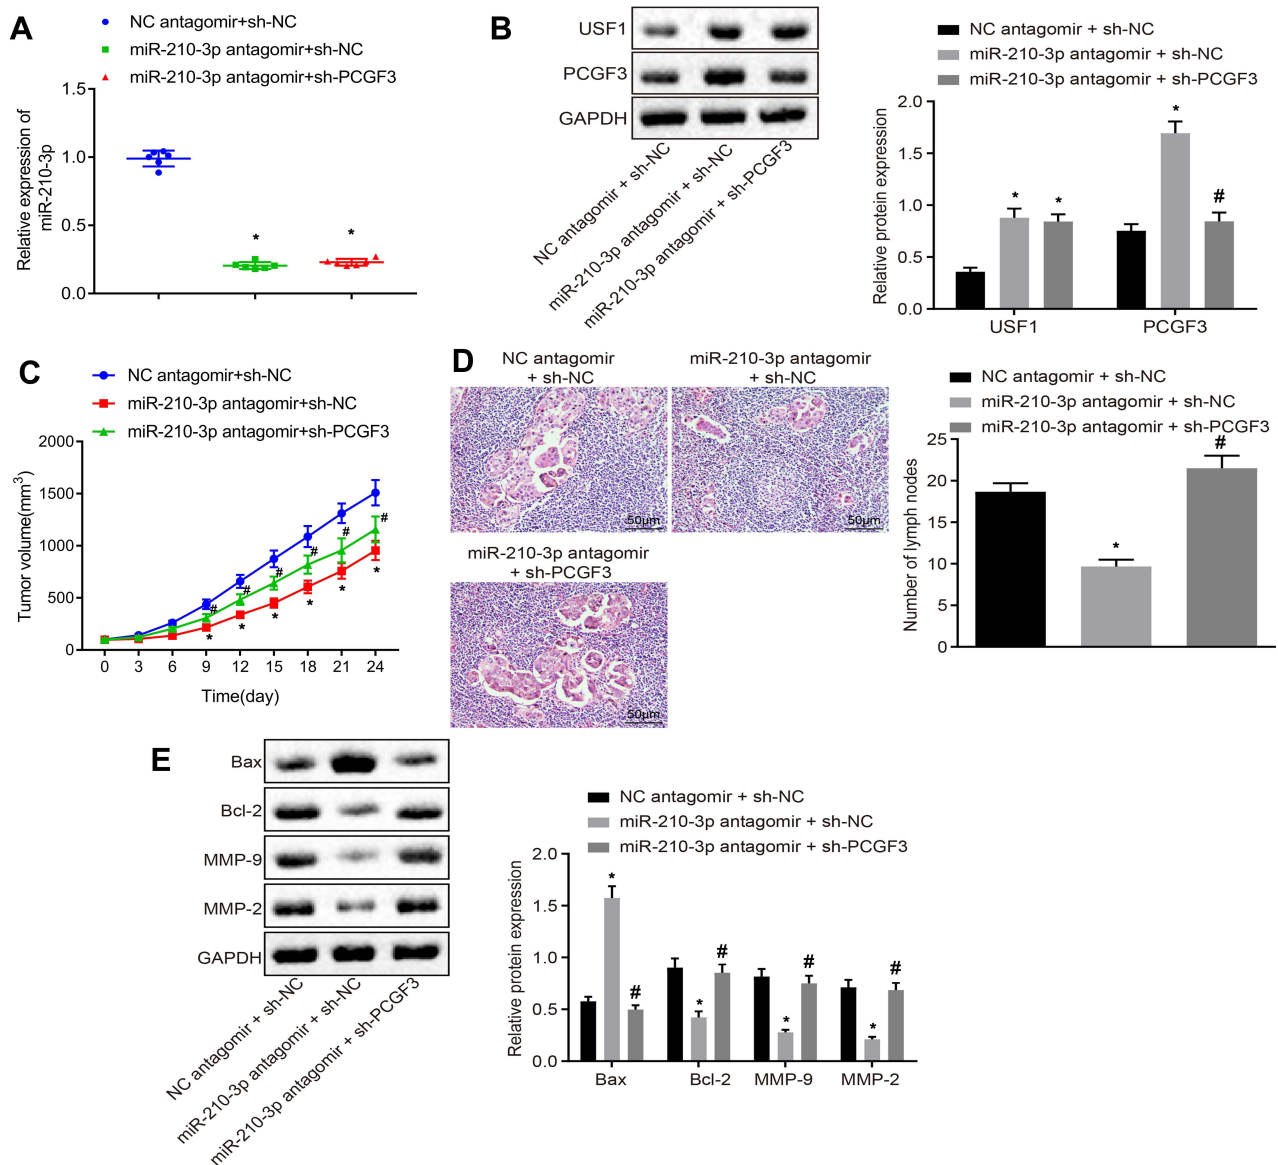 A
NC antagomir+sh-NC
miR-210-3p antagomir+sh-NC
miR-210-3p antagomir+sh-PCGF3
Relative expression of
miR-210-3p
1.5
1.0
0.5
0.0
*
*
B
USF1
PCGF3
GAPDH
NC antagomir + sh-NC
miR-210-3p antagomir + sh-NC
miR-210-3p antagomir + sh-PCGF3
NC antagomir + sh-NC
miR-210-3p antagomir + sh-NC
miR-210-3p antagomir + sh-PCGF3
Relative protein expression
2.0
1.5
1.0
0.5
0.0
* * * #
USF1 PCGF3
C
NC antagomir+sh-NC
miR-210-3p antagomir+sh-NC
miR-210-3p antagomir+sh-PCGF3
Tumor volume(mm3)
2000
1500
1000
500
0
# # # # # #
* * * * * *
0 3 6 9 12 15 18 21 24
Time(day)
D
NC antagomir
+ sh-NC
50μm
miR-210-3p antagomir
+ sh-NC
50μm
miR-210-3p antagomir
+ sh-PCGF3
50μm
NC antagomir + sh-NC
miR-210-3p antagomir + sh-NC
miR-210-3p antagomir + sh-PCGF3
Number of lymph nodes
25
20
15
10
5
0
* #
E
Bax
Bcl-2
MMP-9
MMP-2
GAPDH
NC antagomir + sh-NC
miR-210-3p antagomir + sh-NC
miR-210-3p antagomir + sh-PCGF3
NC antagomir + sh-NC
miR-210-3p antagomir + sh-NC
miR-210-3p antagomir + sh-PCGF3
Relative protein expression
2.0
1.5
1.0
0.5
0.0
* # * # * # * #
Bax Bcl-2 MMP-9 MMP-2